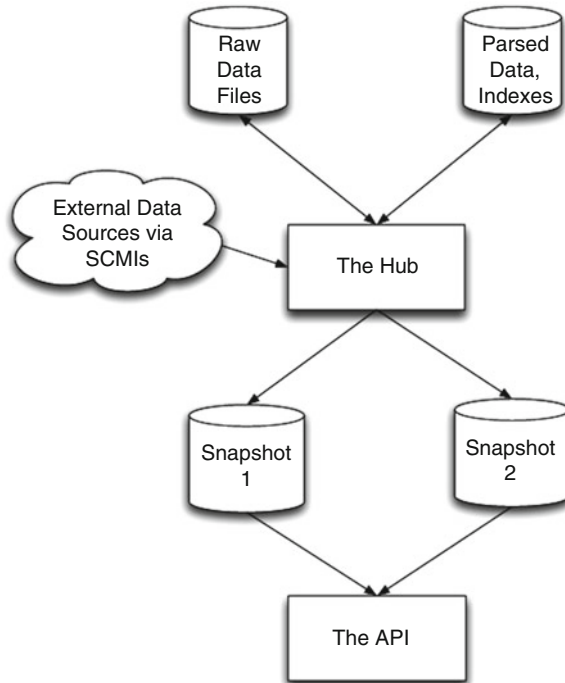 Raw
Data
Files
Parsed
Data,
Indexes
External Data
Sources via
SCMIs
The Hub
Snapshot
1
Snapshot
2
The API